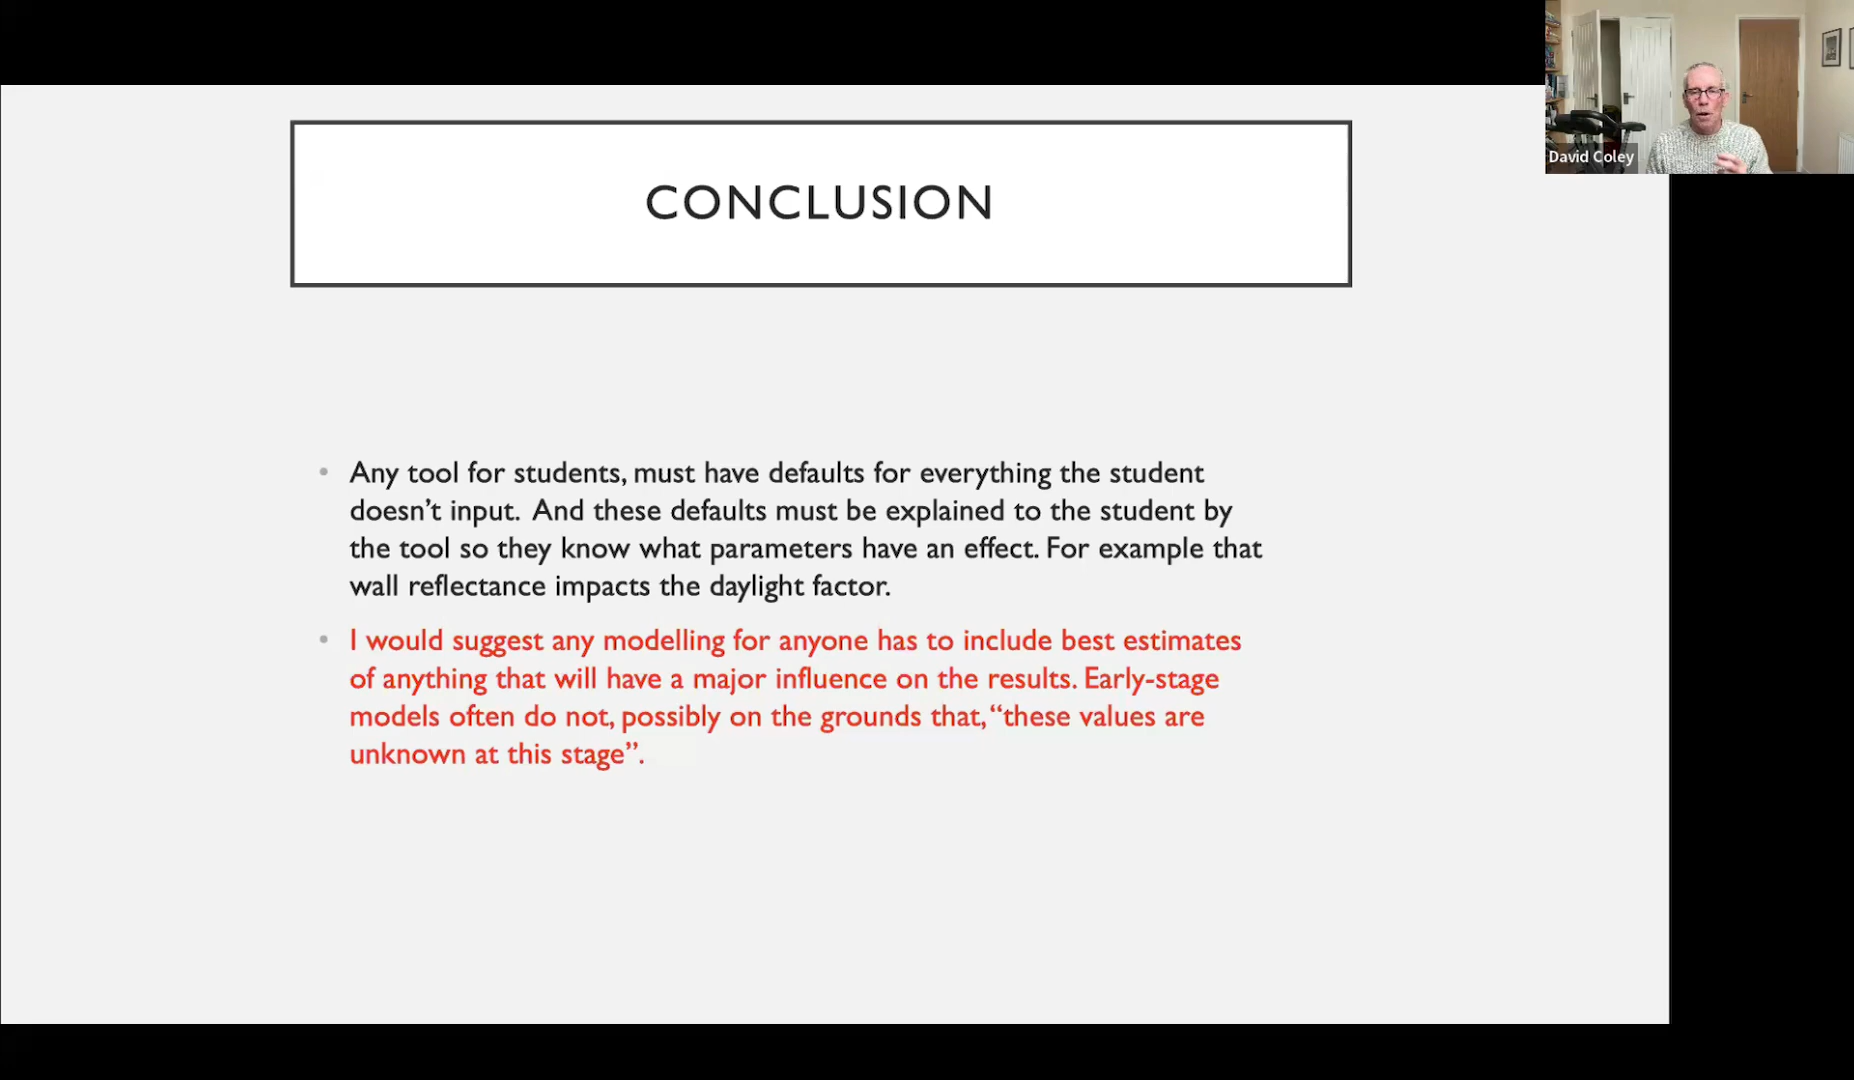 CONCLUSION
• Any tool for students, must have defaults for everything the student
doesn’t input. And these defaults must be explained to the student by
the tool so they know what parameters have an effect. For example that
wall reflectance impacts the daylight factor.
• I would suggest any modelling for anyone has to include best estimates
of anything that will have a major influence on the results. Early-stage
models often do not, possibly on the grounds that, “these values are
unknown at this stage”.
David Coley